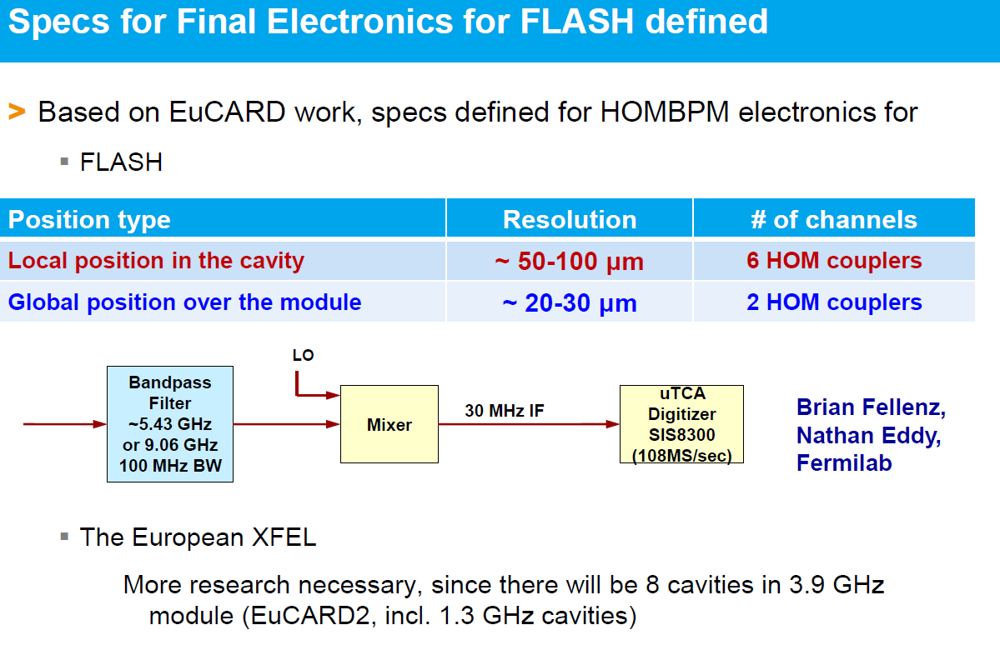 Specs for Final Electronics for FLASH defined
> Based on EuCARD work, specs defined for HOMBPM electronics for
▪ FLASH
Position type Resolution # of channels
Local position in the cavity ~ 50-100 µm 6 HOM couplers
Global position over the module ~ 20-30 µm 2 HOM couplers
LO
Bandpass
Filter
~5.43 GHz
or 9.06 GHz
100 MHz BW
Mixer
30 MHz IF
uTCA
Digitizer
SIS8300
(108MS/sec)
Brian Fellenz,
Nathan Eddy,
Fermilab
▪ The European XFEL
More research necessary, since there will be 8 cavities in 3.9 GHz
module (EuCARD2, incl. 1.3 GHz cavities)